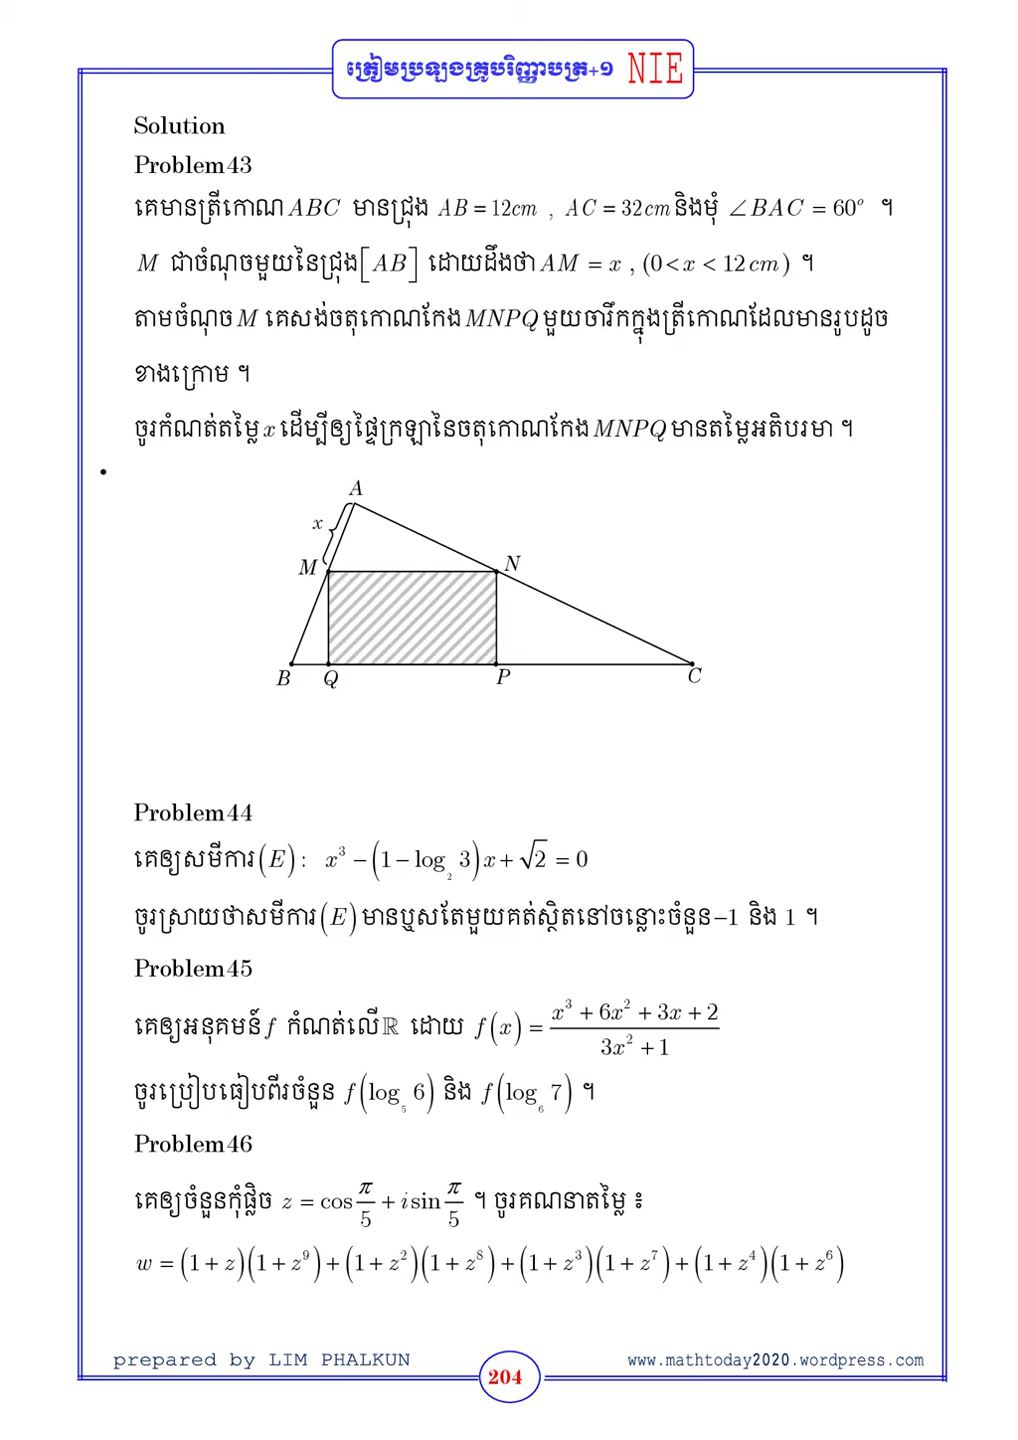 ត្រៀមប្រឡងគ្រូបរិញ្ញាបត្រ+១ NIE
Solution
Problem43
គេមានត្រីកោណ ABC មានជ្រុង AB = 12cm , AC = 32cm និងមុំ ∠BAC = 60° ។
M ជាចំណុចមួយនៃជ្រុង [AB] ដោយដឹងថា AM = x , (0 < x < 12cm) ។
តាមចំណុច M គេសង់ចតុកោណកែង MNPQ មួយចារឹកក្នុងត្រីកោណដែលមានរូបដូច
ខាងក្រោម ។
ចូរកំណត់តម្លៃ x ដើម្បីឲ្យផ្ទៃក្រឡានៃចតុកោណកែង MNPQ មានតម្លៃអតិបរមា ។
A
x
M
N
B
Q
P
C
Problem44
គេឲ្យសមីការ (E) : x³ − (1 − log₂ 3)x + √2 = 0
ចូរស្រាយថាសមីការ (E) មានឬសតែមួយគត់ស្ថិតនៅចន្លោះចំនួន −1 និង 1 ។
Problem45
គេឲ្យអនុគមន៍ f កំណត់លើ ℝ ដោយ f(x) = (x³ + 6x² + 3x + 2)/(3x² + 1)
ចូរប្រៀបធៀបពីរចំនួន f(log₅ 6) និង f(log₆ 7) ។
Problem46
គេឲ្យចំនួនកុំផ្លិច z = cos π/5 + i sin π/5 ។ ចូរគណនាតម្លៃ ៖
w = (1 + z)(1 + z⁹) + (1 + z²)(1 + z⁸) + (1 + z³)(1 + z⁷) + (1 + z⁴)(1 + z⁶)
prepared by LIM PHALKUN
204
www.mathtoday2020.wordpress.com